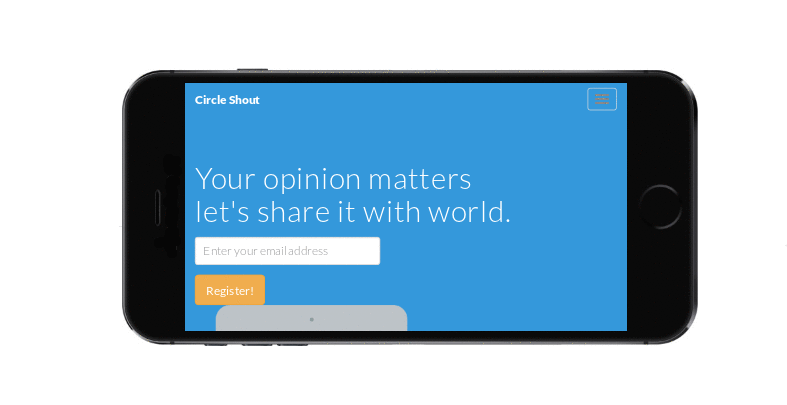 Circle Shout
Your opinion matters
let's share it with world.
Enter your email address
Register!